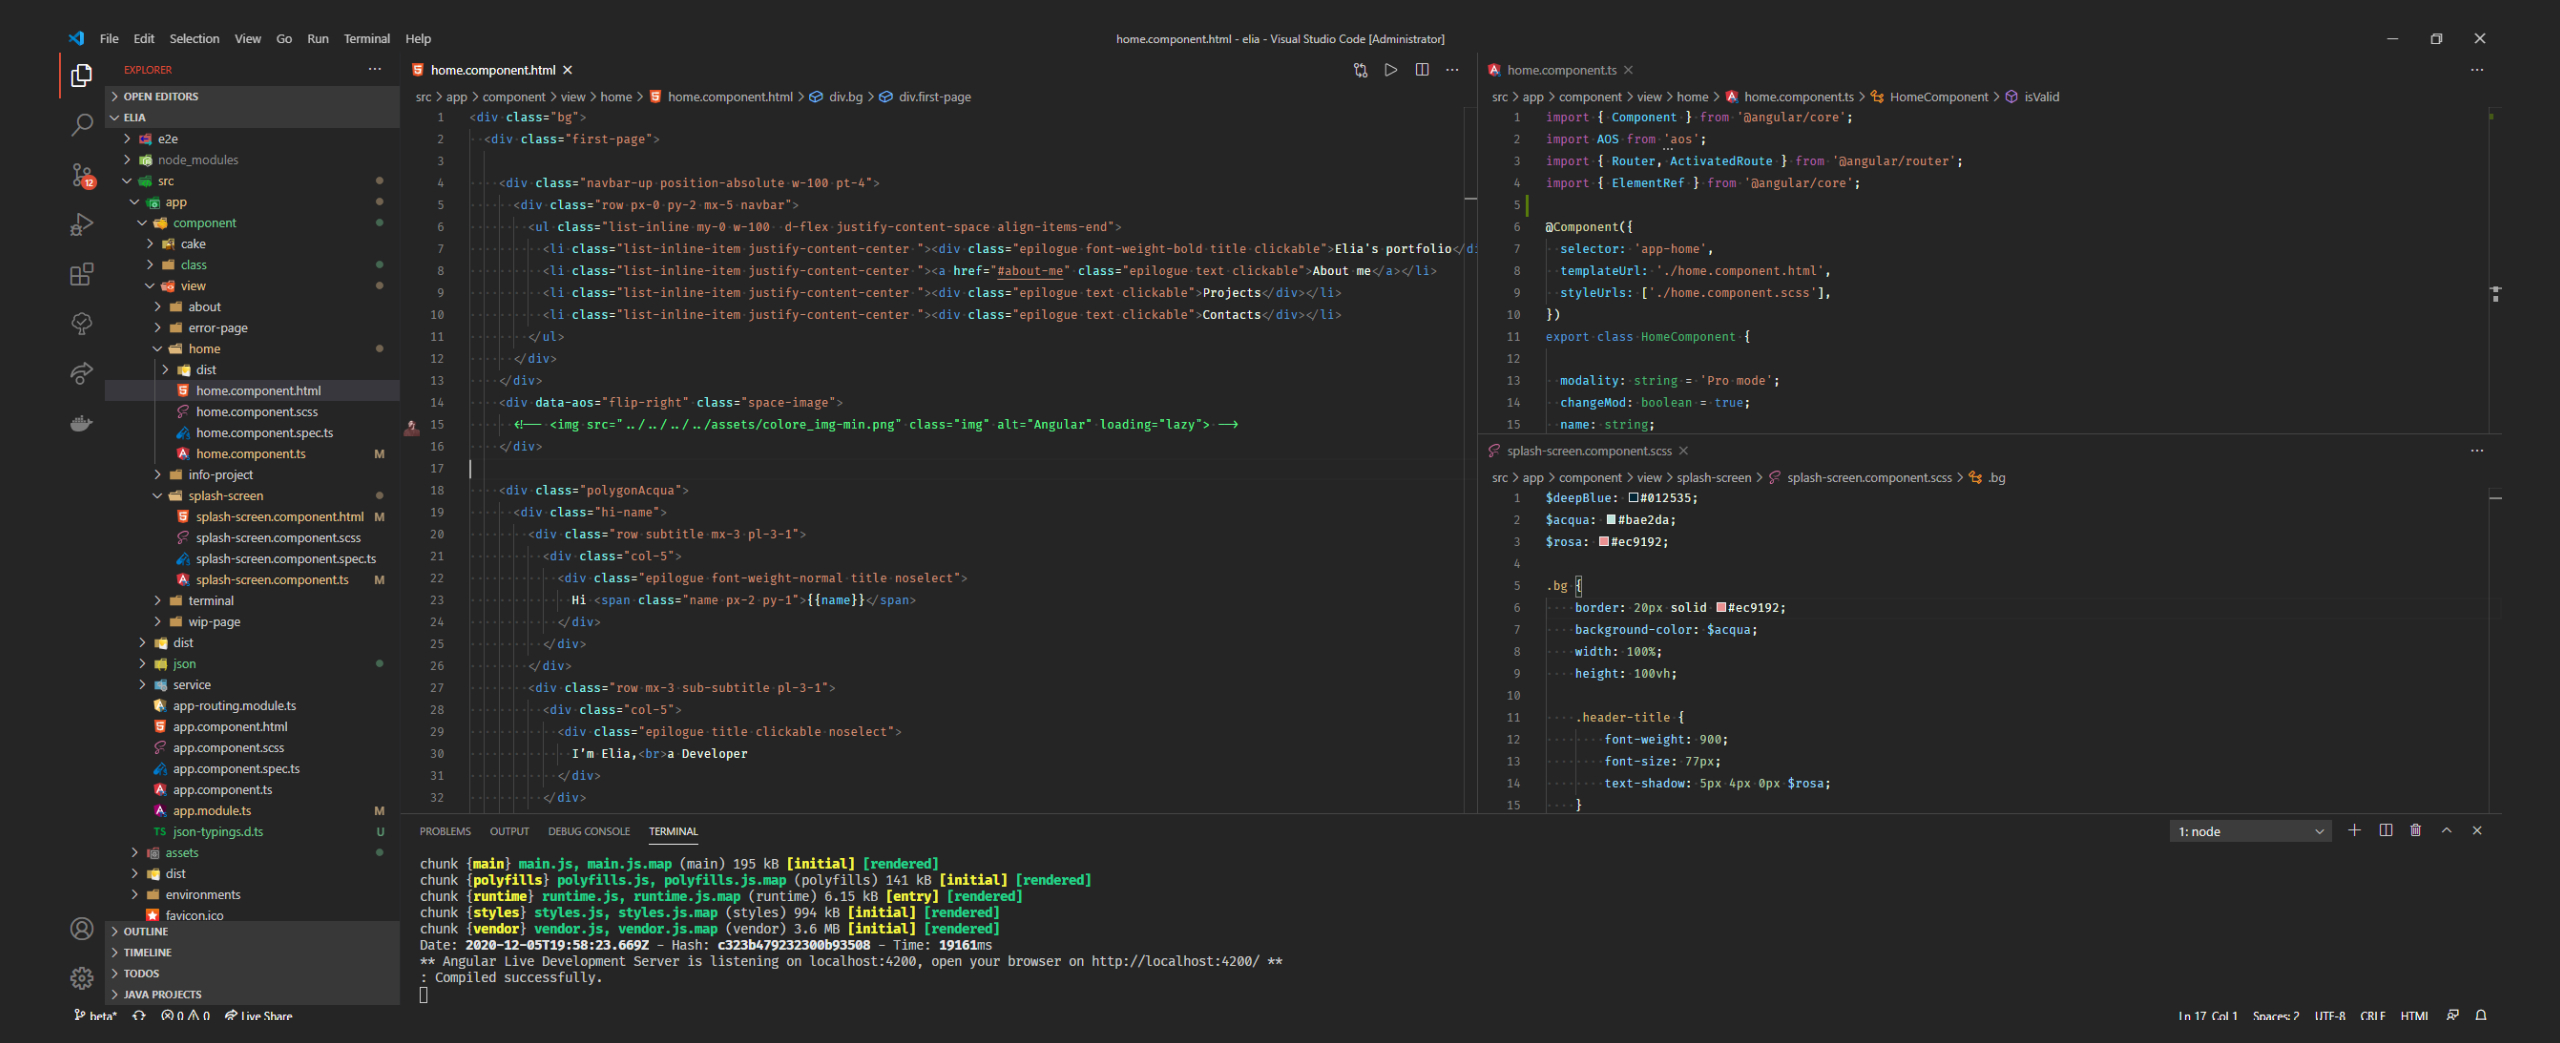 File Edit Selection View Go Run Terminal Help
home.component.html - elia - Visual Studio Code [Administrator]
EXPLORER
OPEN EDITORS
ELIA
e2e
node_modules
src
app
component
cake
class
view
about
error-page
home
dist
home.component.html
home.component.scss
home.component.spec.ts
home.component.ts M
info-project
splash-screen
splash-screen.component.html M
splash-screen.component.scss
splash-screen.component.spec.ts
splash-screen.component.ts M
terminal
wip-page
dist
json
service
app-routing.module.ts
app.component.html
app.component.scss
app.component.spec.ts
app.component.ts
app.module.ts M
TS json-typings.d.ts U
assets
dist
environments
favicon.ico
OUTLINE
TIMELINE
TODOS
JAVA PROJECTS
12
home.component.html
src > app > component > view > home > home.component.html > div.bg > div.first-page
1 <div class="bg">
2 <div class="first-page">
3
4 <div class="navbar-up position-absolute w-100 pt-4">
5 <div class="row px-0 py-2 mx-5 navbar">
6 <ul class="list-inline my-0 w-100  d-flex justify-content-space align-items-end">
7 <li class="list-inline-item justify-content-center "><div class="epilogue font-weight-bold title clickable">Elia's portfolio</di
8 <li class="list-inline-item justify-content-center "><a href="#about-me" class="epilogue text clickable">About me</a></li>
9 <li class="list-inline-item justify-content-center "><div class="epilogue text clickable">Projects</div></li>
10 <li class="list-inline-item justify-content-center "><div class="epilogue text clickable">Contacts</div></li>
11 </ul>
12 </div>
13 </div>
14 <div data-aos="flip-right" class="space-image">
15 <!-- <img src="../../../../assets/colore_img-min.png" class="img" alt="Angular" loading="lazy"> -->
16 </div>
17
18 <div class="polygonAcqua">
19 <div class="hi-name">
20 <div class="row subtitle mx-3 pl-3-1">
21 <div class="col-5">
22 <div class="epilogue font-weight-normal title noselect">
23 Hi <span class="name px-2 py-1">{{name}}</span>
24 </div>
25 </div>
26 </div>
27 <div class="row mx-3 sub-subtitle pl-3-1">
28 <div class="col-5">
29 <div class="epilogue title clickable noselect">
30 I'm Elia,<br>a Developer
31 </div>
32 </div>
home.component.ts
src > app > component > view > home > home.component.ts > HomeComponent > isValid
1 import { Component } from '@angular/core';
2 import AOS from 'aos';
3 import { Router, ActivatedRoute } from '@angular/router';
4 import { ElementRef } from '@angular/core';
5
6 @Component({
7 selector: 'app-home',
8 templateUrl: './home.component.html',
9 styleUrls: ['./home.component.scss'],
10 })
11 export class HomeComponent {
12
13 modality: string = 'Pro mode';
14 changeMod: boolean = true;
15 name: string;
splash-screen.component.scss
src > app > component > view > splash-screen > splash-screen.component.scss > .bg
1 $deepBlue: #012535;
2 $acqua: #bae2da;
3 $rosa: #ec9192;
4
5 .bg {
6 border: 20px solid #ec9192;
7 background-color: $acqua;
8 width: 100%;
9 height: 100vh;
10
11 .header-title {
12 font-weight: 900;
13 font-size: 77px;
14 text-shadow: 5px 4px 0px $rosa;
15 }
PROBLEMS OUTPUT DEBUG CONSOLE TERMINAL
1: node
chunk {main} main.js, main.js.map (main) 195 kB [initial] [rendered]
chunk {polyfills} polyfills.js, polyfills.js.map (polyfills) 141 kB [initial] [rendered]
chunk {runtime} runtime.js, runtime.js.map (runtime) 6.15 kB [entry] [rendered]
chunk {styles} styles.js, styles.js.map (styles) 994 kB [initial] [rendered]
chunk {vendor} vendor.js, vendor.js.map (vendor) 3.6 MB [initial] [rendered]
Date: 2020-12-05T19:58:23.669Z - Hash: c323b479232300b93508 - Time: 19161ms
** Angular Live Development Server is listening on localhost:4200, open your browser on http://localhost:4200/ **
: Compiled successfully.
beta* 0 0 Live Share
Ln 17 Col 1 Spaces: 2 UTF-8 CRLF HTML